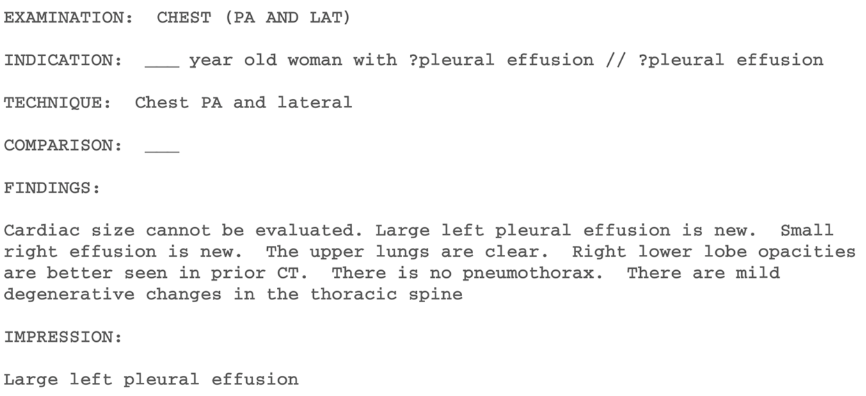 EXAMINATION:  CHEST (PA AND LAT)
INDICATION:  ___ year old woman with ?pleural effusion // ?pleural effusion
TECHNIQUE:  Chest PA and lateral
COMPARISON:  ___
FINDINGS:
Cardiac size cannot be evaluated. Large left pleural effusion is new.  Small
right effusion is new.  The upper lungs are clear.  Right lower lobe opacities
are better seen in prior CT.  There is no pneumothorax.  There are mild
degenerative changes in the thoracic spine
IMPRESSION:
Large left pleural effusion